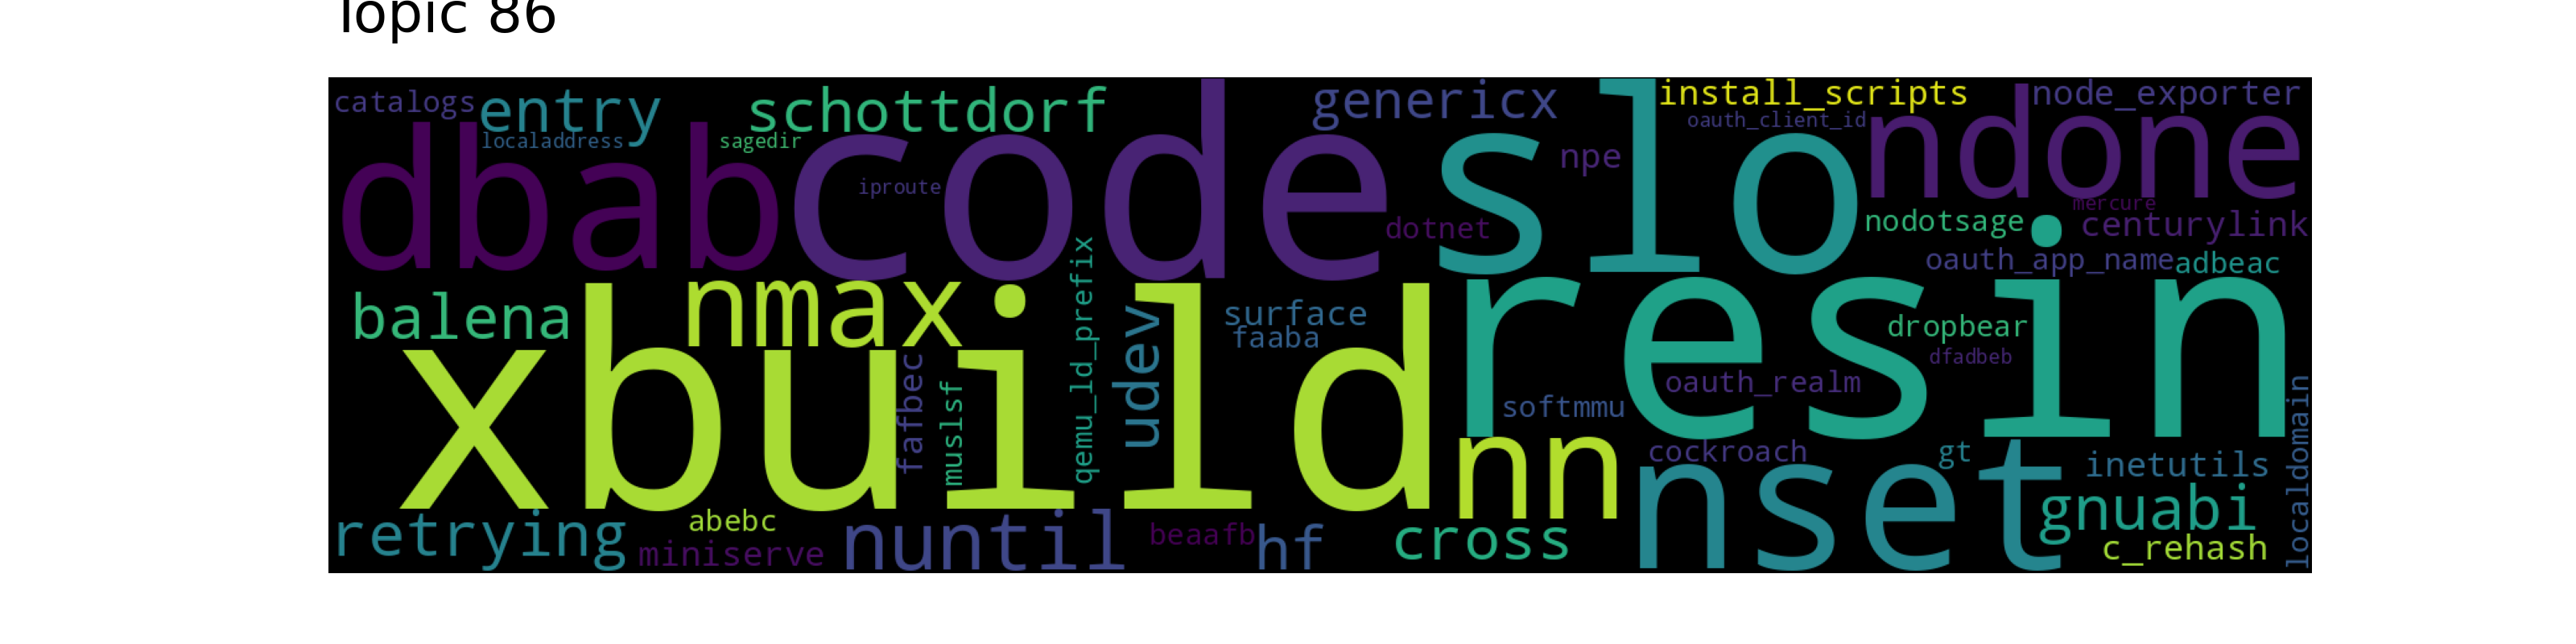 Topic 86
catalogs entry schottdorf genericx install_scripts node_exporter
localaddress sagedir oauth_client_id
dbab code slo ndone
iproute npe
dotnet nodotsage mercure centurylink
oauth_app_name adbeac
balena nmax qemu_ld_prefix udev surface resin
faaba dropbear
dfadbeb
xbuild fafbec muslsf softmmu oauth_realm localdomain
nn nset cockroach gt inetutils
retrying abebc nuntil beaafb hf cross gnuabi
miniserve c_rehash